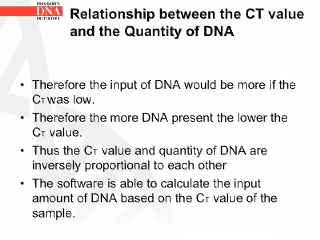 DNA
INITIATIVE
Relationship between the CT value
and the Quantity of DNA
• Therefore the input of DNA would be more if the
CT was low.
• Therefore the more DNA present the lower the
CT value.
• Thus the CT value and quantity of DNA are
inversely proportional to each other
• The software is able to calculate the input
amount of DNA based on the CT value of the
sample.